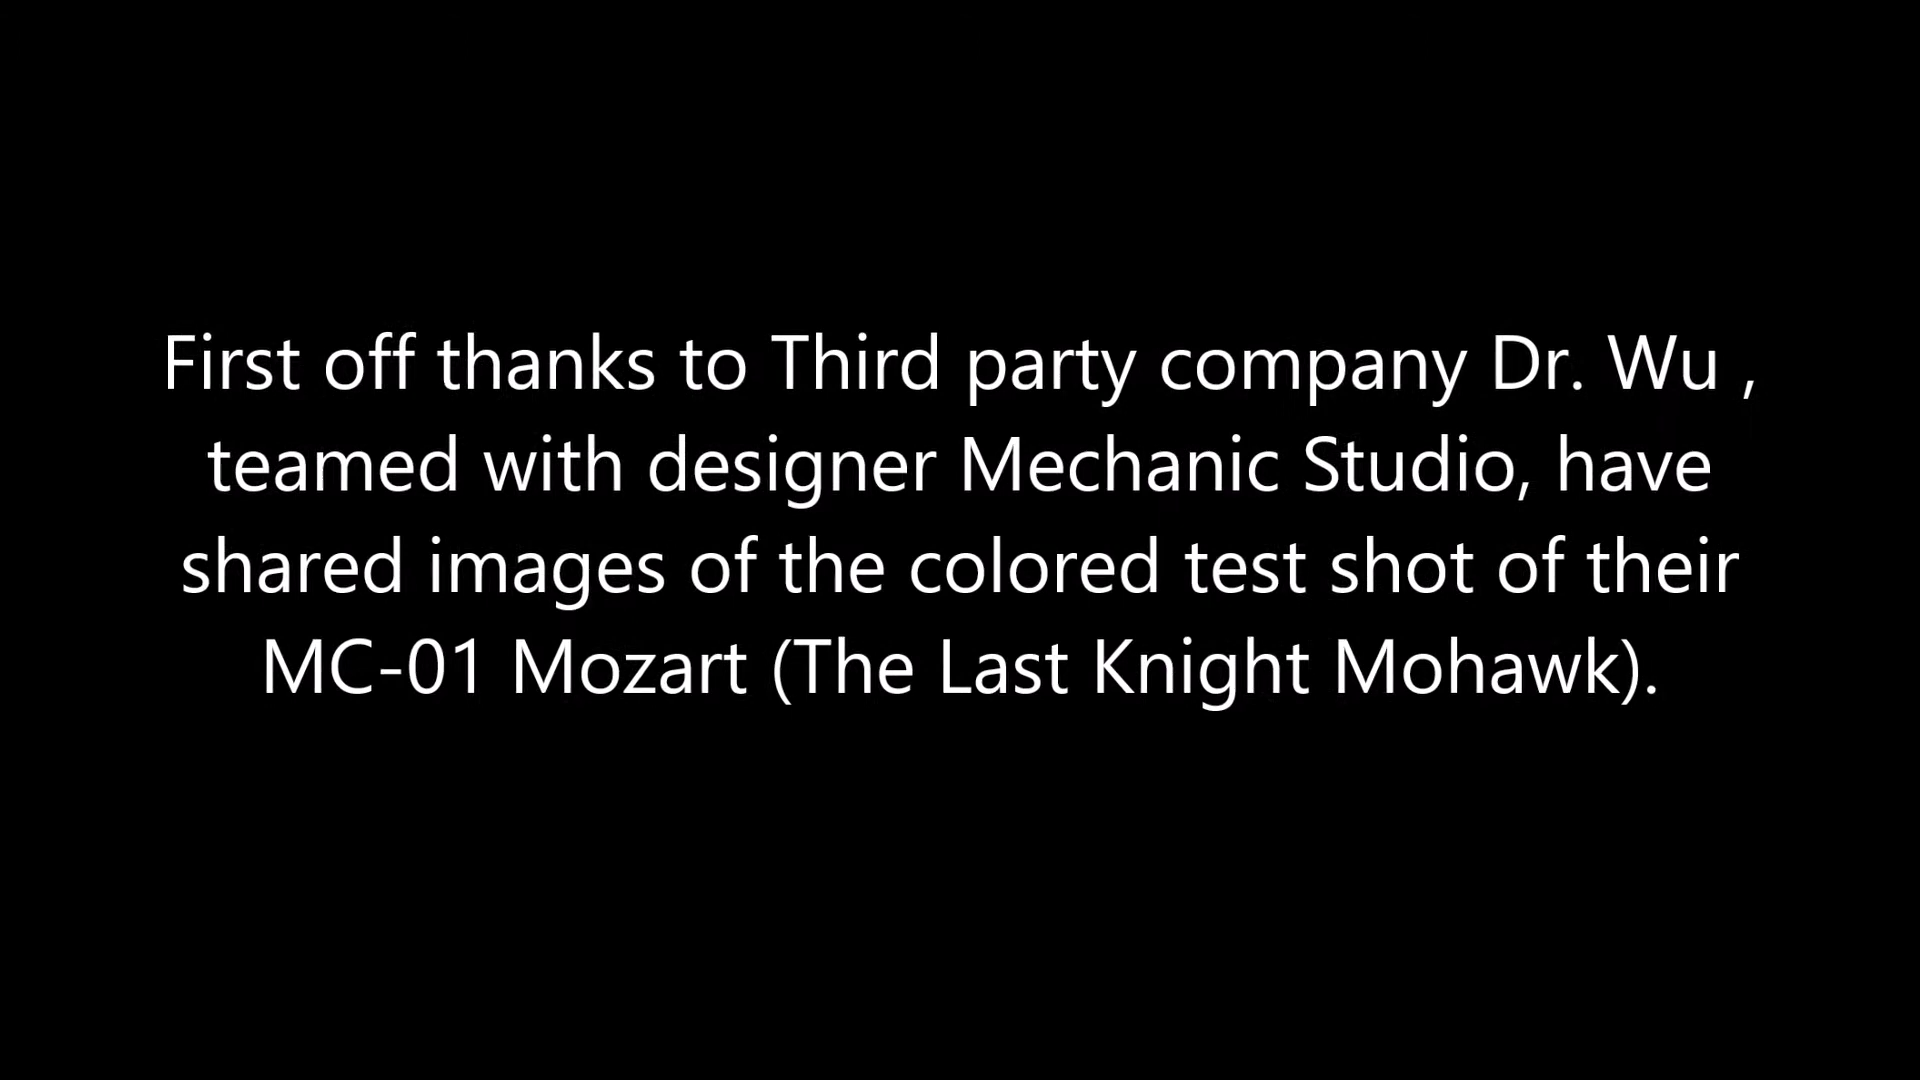 First off thanks to Third party company Dr. Wu ,
teamed with designer Mechanic Studio, have
shared images of the colored test shot of their
MC-01 Mozart (The Last Knight Mohawk).